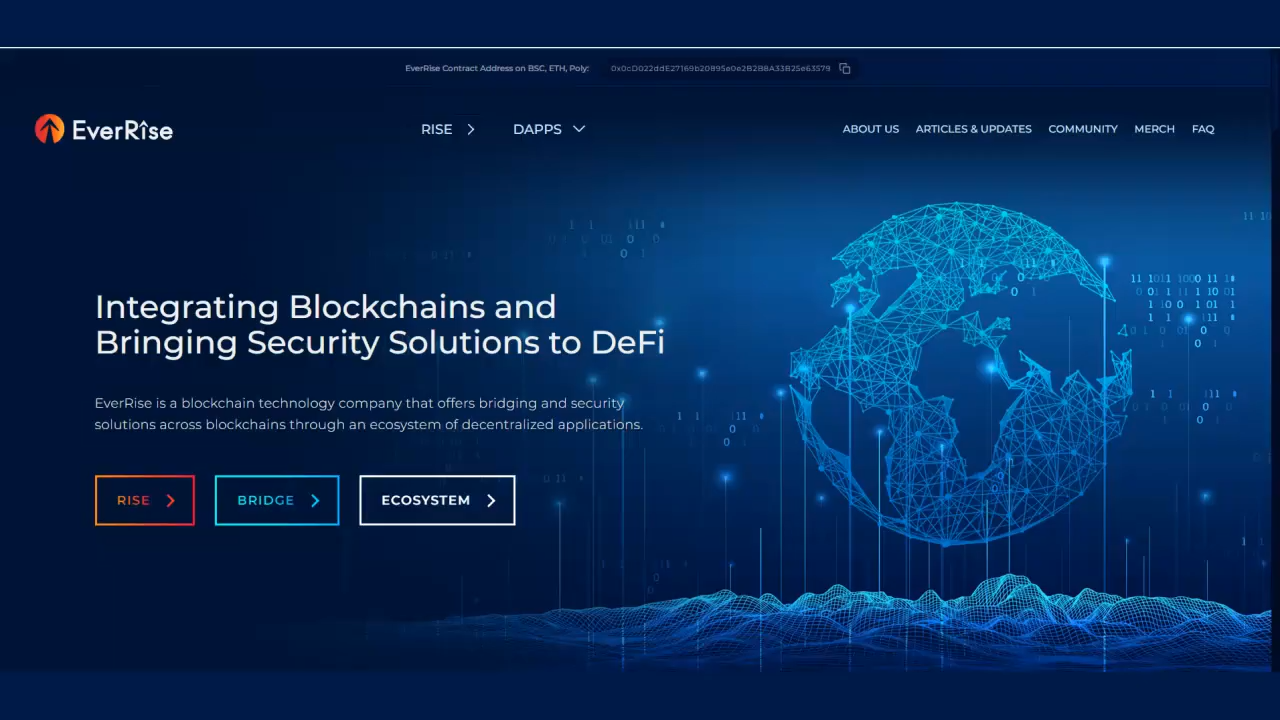 EverRise Contract Address on BSC, ETH, Poly:
EverRise
RISE
DAPPS
ABOUT US
ARTICLES & UPDATES
COMMUNITY
MERCH
FAQ
Integrating Blockchains and
Bringing Security Solutions to DeFi
EverRise is a blockchain technology company that offers bridging and security
solutions across blockchains through an ecosystem of decentralized applications.
RISE
BRIDGE
ECOSYSTEM